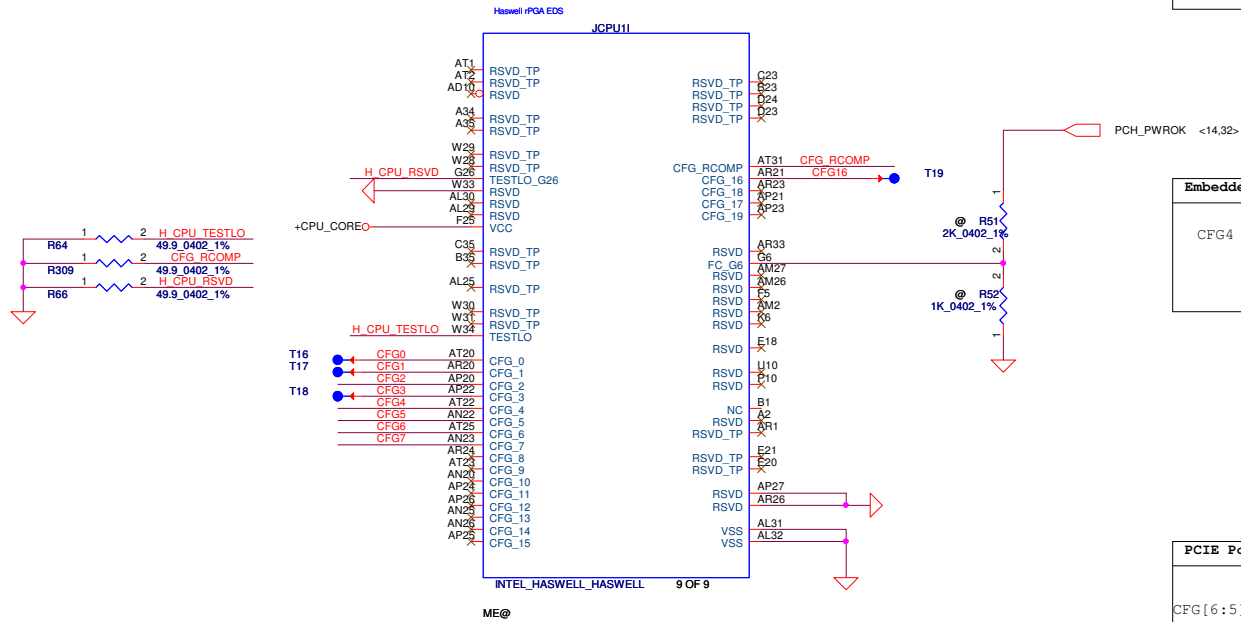 Haswell rPGA EDS
JCPU1I
AT1 RSVD_TP
AT2 RSVD_TP
AD10 RSVD
A34 RSVD_TP
A35 RSVD_TP
W29 RSVD_TP
W28 RSVD_TP
H_CPU_RSVD G26 TESTLO_G26
W33 RSVD
AL30 RSVD
AL29 RSVD
+CPU_CORE F25 VCC
C35 RSVD_TP
B35 RSVD_TP
AL25 RSVD_TP
W30 RSVD_TP
W31 RSVD_TP
H_CPU_TESTLO W34 TESTLO
T16 CFG0 AT20 CFG_0
T17 CFG1 AR20 CFG_1
CFG2 AP20 CFG_2
T18 CFG3 AP22 CFG_3
CFG4 AT22 CFG_4
CFG5 AN22 CFG_5
CFG6 AT25 CFG_6
CFG7 AN23 CFG_7
AR24 CFG_8
AT23 CFG_9
AN20 CFG_10
AP24 CFG_11
AP26 CFG_12
AN25 CFG_13
AN26 CFG_14
AP25 CFG_15
RSVD_TP C23
RSVD_TP B23
RSVD_TP D24
RSVD_TP D23
CFG_RCOMP AT31 CFG_RCOMP
CFG_16 AR21 CFG16 T19
CFG_18 AR23
CFG_17 AP21
CFG_19 AP23
RSVD AR33
FC_G6 G6
RSVD AM27
RSVD AM26
RSVD F5
RSVD AM2
RSVD K6
RSVD E18
RSVD U10
RSVD P10
NC B1
RSVD A2
RSVD_TP AR1
RSVD_TP E21
RSVD_TP E20
RSVD AP27
RSVD AR26
VSS AL31
VSS AL32
INTEL_HASWELL_HASWELL 9 OF 9
ME@
1 2 H_CPU_TESTLO
R64 49.9_0402_1%
1 2 CFG_RCOMP
R309 49.9_0402_1%
1 2 H_CPU_RSVD
R66 49.9_0402_1%
PCH_PWROK <14,32>
1
@ R51
2K_0402_1%
2
2
@ R52
1K_0402_1%
1
Embedde
CFG4
PCIE Po
CFG[6:5]